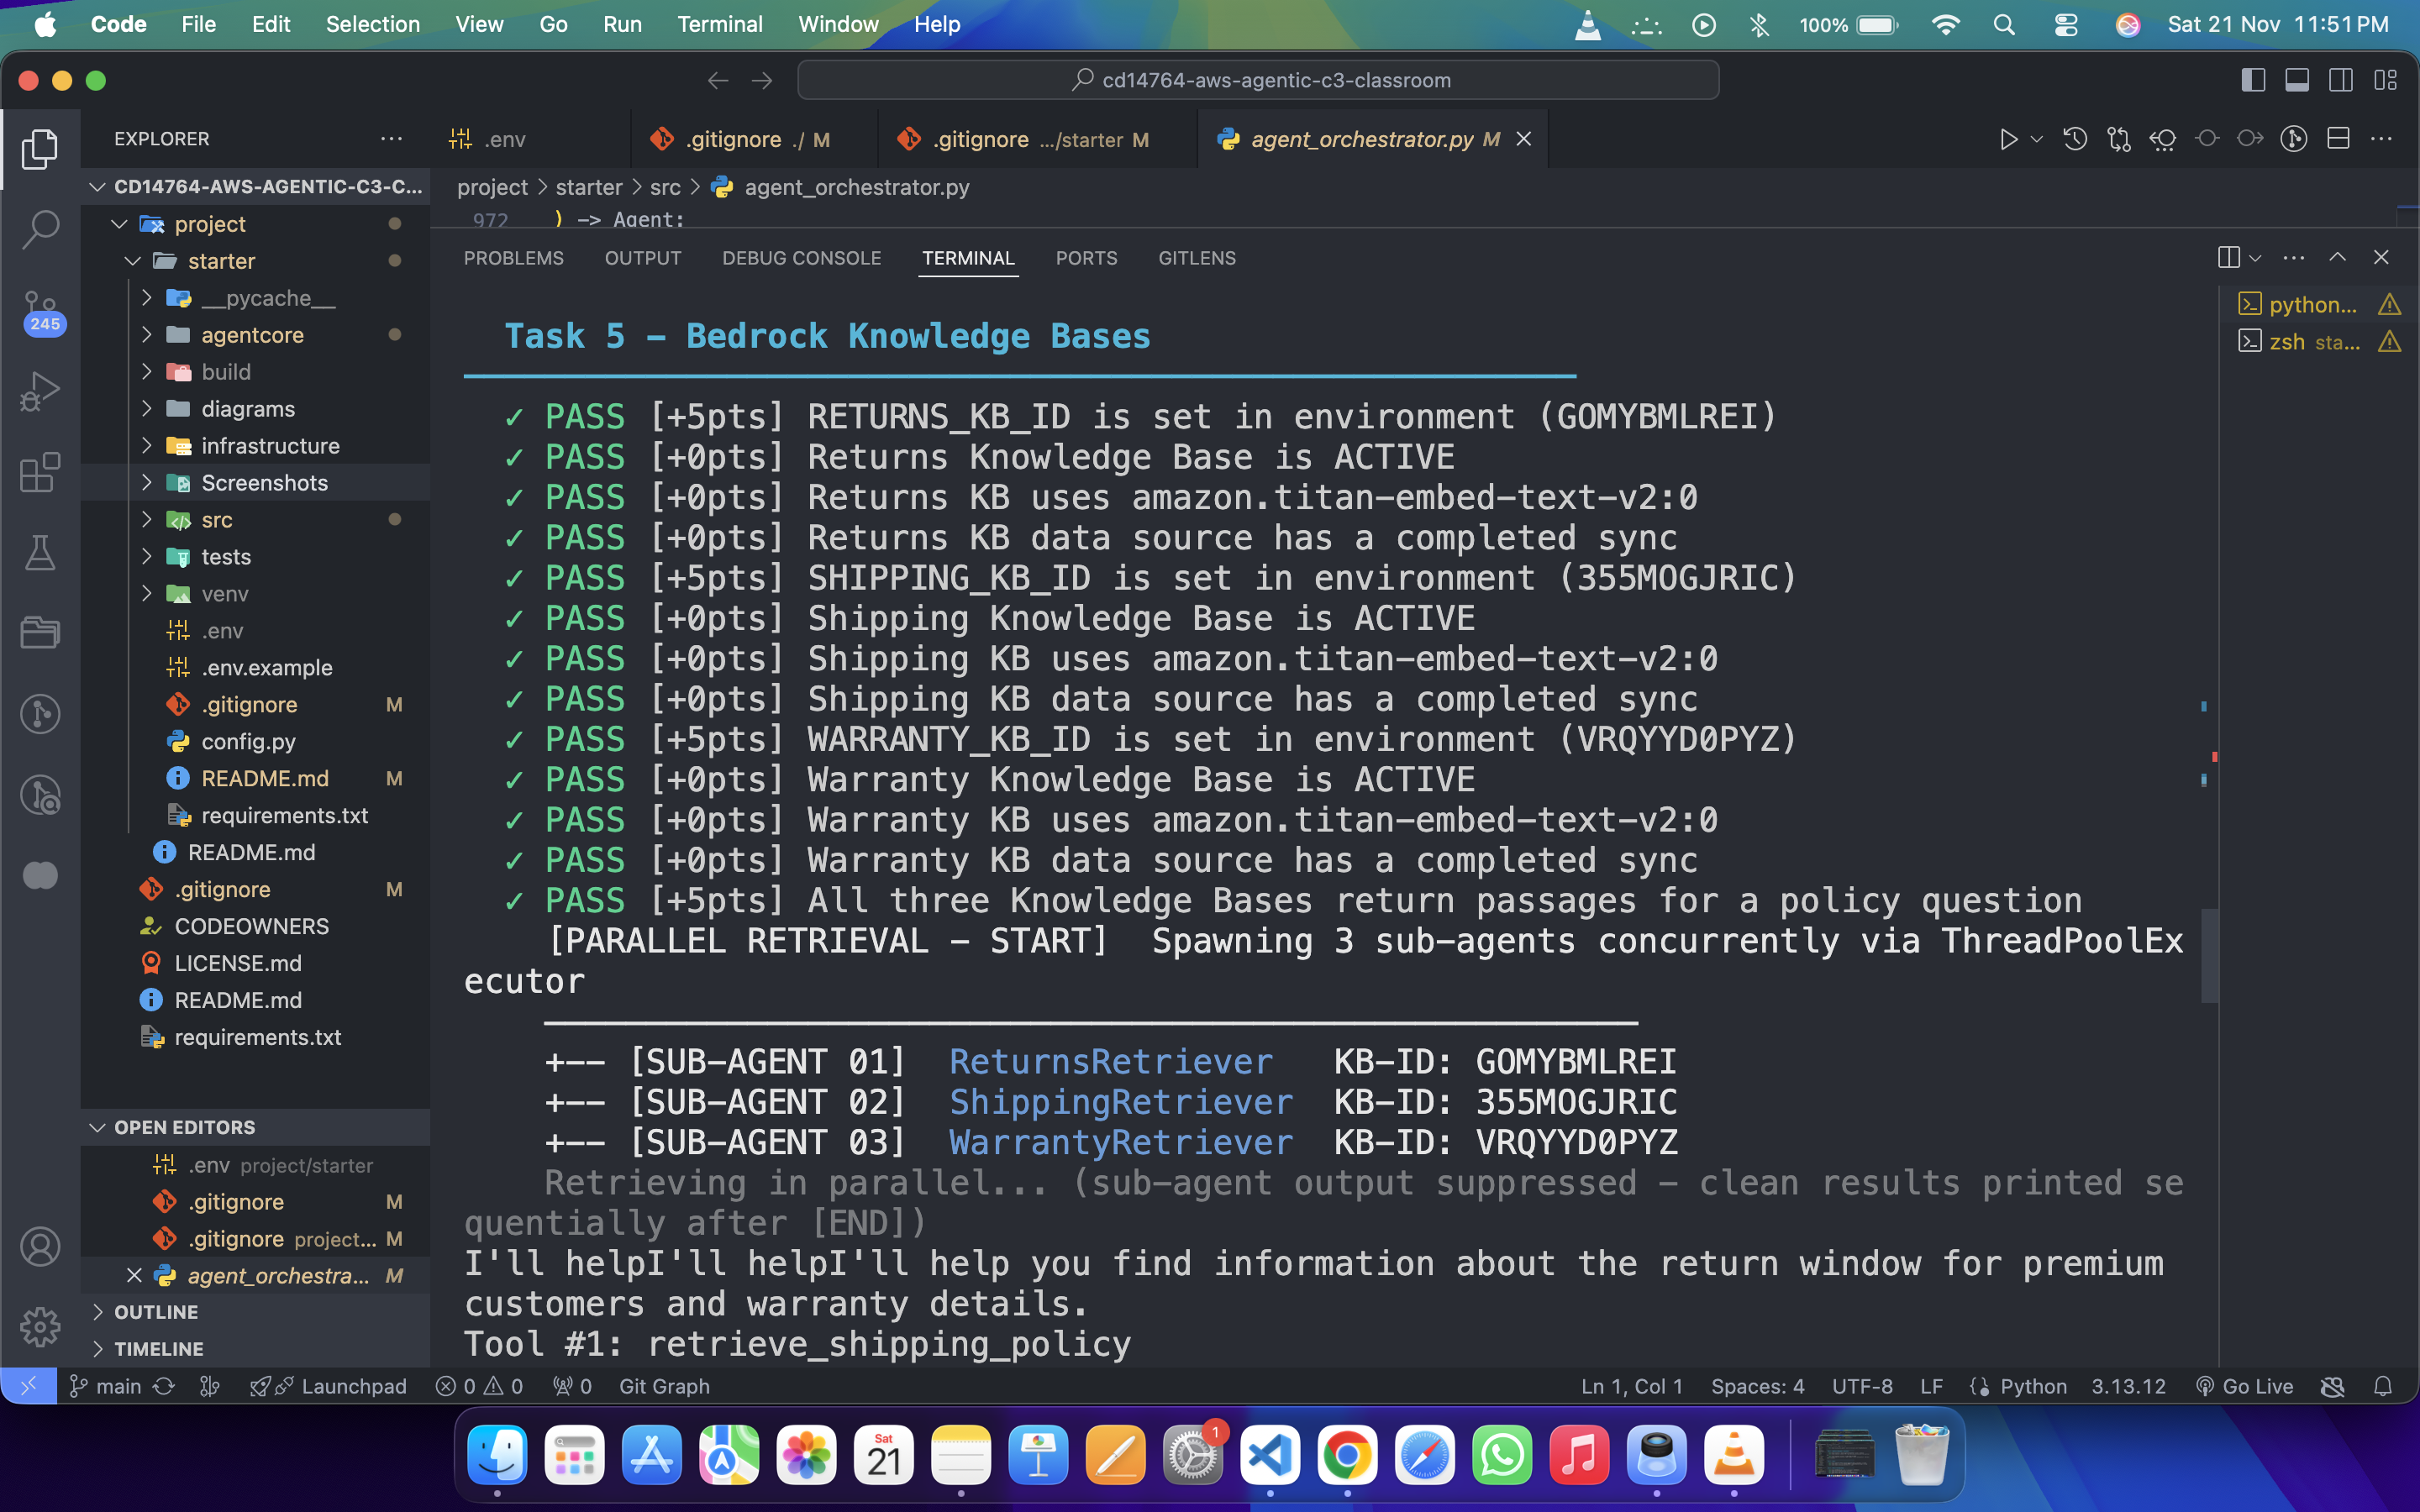 Code File Edit Selection View Go Run Terminal Window Help 100% Sat 21 Nov 11:51 PM
cd14764-aws-agentic-c3-classroom
EXPLORER
.env
.gitignore ./ M
.gitignore .../starter M
agent_orchestrator.py M
CD14764-AWS-AGENTIC-C3-C...
project
starter
__pycache__
agentcore
build
diagrams
infrastructure
Screenshots
src
tests
venv
.env
.env.example
.gitignore M
config.py
README.md M
requirements.txt
README.md
.gitignore M
CODEOWNERS
LICENSE.md
README.md
requirements.txt
OPEN EDITORS
.env project/starter
.gitignore M
.gitignore project... M
agent_orchestra... M
OUTLINE
TIMELINE
245
project > starter > src > agent_orchestrator.py
972 ) -> Agent:
PROBLEMS OUTPUT DEBUG CONSOLE TERMINAL PORTS GITLENS
python...
zsh sta...
Task 5 - Bedrock Knowledge Bases
✓ PASS [+5pts] RETURNS_KB_ID is set in environment (GOMYBMLREI)
✓ PASS [+0pts] Returns Knowledge Base is ACTIVE
✓ PASS [+0pts] Returns KB uses amazon.titan-embed-text-v2:0
✓ PASS [+0pts] Returns KB data source has a completed sync
✓ PASS [+5pts] SHIPPING_KB_ID is set in environment (355MOGJRIC)
✓ PASS [+0pts] Shipping Knowledge Base is ACTIVE
✓ PASS [+0pts] Shipping KB uses amazon.titan-embed-text-v2:0
✓ PASS [+0pts] Shipping KB data source has a completed sync
✓ PASS [+5pts] WARRANTY_KB_ID is set in environment (VRQYYD0PYZ)
✓ PASS [+0pts] Warranty Knowledge Base is ACTIVE
✓ PASS [+0pts] Warranty KB uses amazon.titan-embed-text-v2:0
✓ PASS [+0pts] Warranty KB data source has a completed sync
✓ PASS [+5pts] All three Knowledge Bases return passages for a policy question
[PARALLEL RETRIEVAL - START] Spawning 3 sub-agents concurrently via ThreadPoolEx
ecutor
+-- [SUB-AGENT 01] ReturnsRetriever KB-ID: GOMYBMLREI
+-- [SUB-AGENT 02] ShippingRetriever KB-ID: 355MOGJRIC
+-- [SUB-AGENT 03] WarrantyRetriever KB-ID: VRQYYD0PYZ
Retrieving in parallel... (sub-agent output suppressed - clean results printed se
quentially after [END])
I'll helpI'll helpI'll help you find information about the return window for premium
customers and warranty details.
Tool #1: retrieve_shipping_policy
main Launchpad 0 0 0 Git Graph Ln 1, Col 1 Spaces: 4 UTF-8 LF Python 3.13.12 Go Live
Sat
21
1